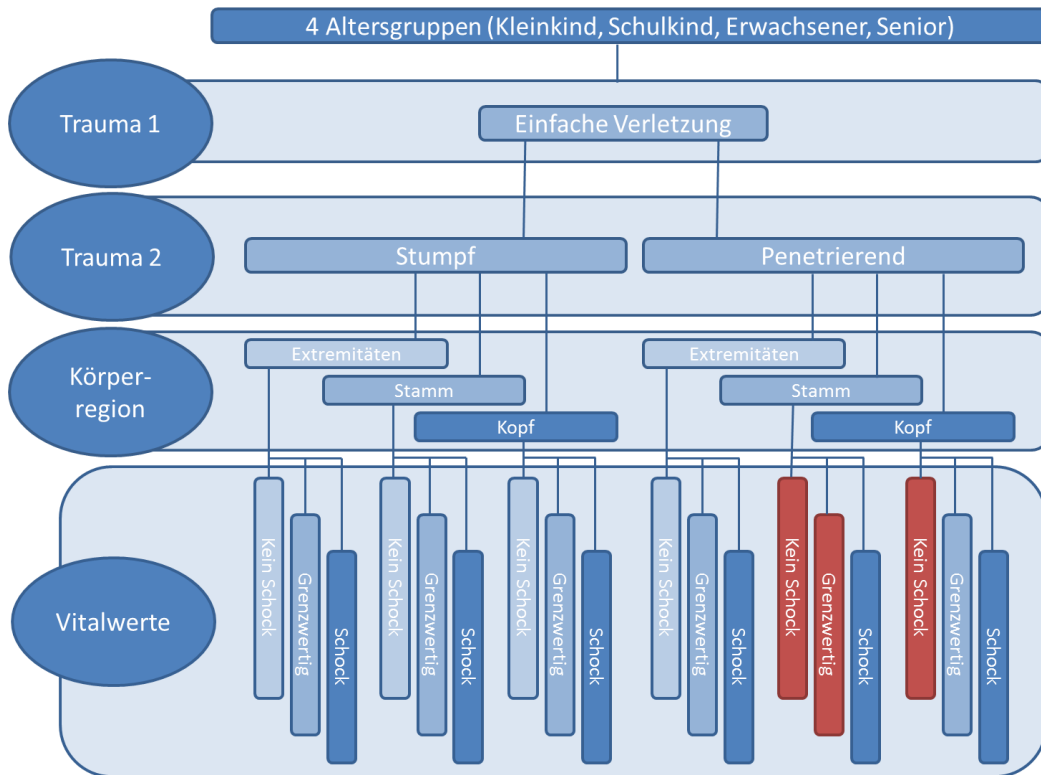 4 Altersgruppen (Kleinkind, Schulkind, Erwachsener, Senior)
Trauma 1
Einfache Verletzung
Trauma 2
Stumpf
Penetrierend
Körper-
region
Extremitäten
Stamm
Kopf
Extremitäten
Stamm
Kopf
Vitalwerte
Kein Schock
Grenzwertig
Schock
Kein Schock
Grenzwertig
Schock
Kein Schock
Grenzwertig
Schock
Kein Schock
Grenzwertig
Schock
Kein Schock
Grenzwertig
Schock
Kein Schock
Grenzwertig
Schock